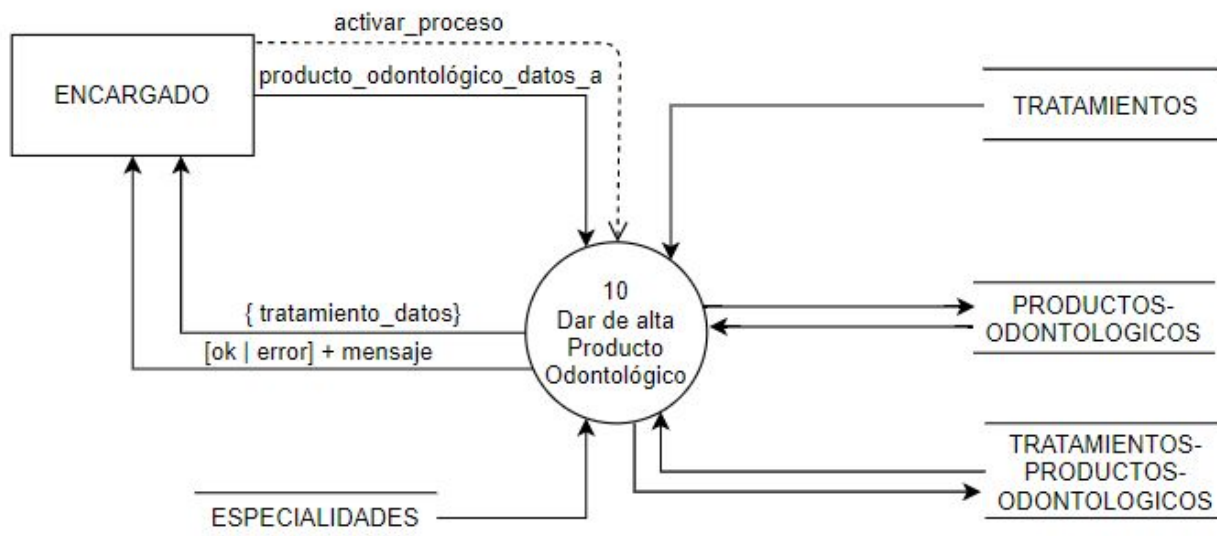 activar_proceso
ENCARGADO
producto_odontológico_datos_a
TRATAMIENTOS
10
Dar de alta
Producto
Odontológico
{ tratamiento_datos}
[ok | error] + mensaje
PRODUCTOS-
ODONTOLOGICOS
TRATAMIENTOS-
PRODUCTOS-
ODONTOLOGICOS
ESPECIALIDADES